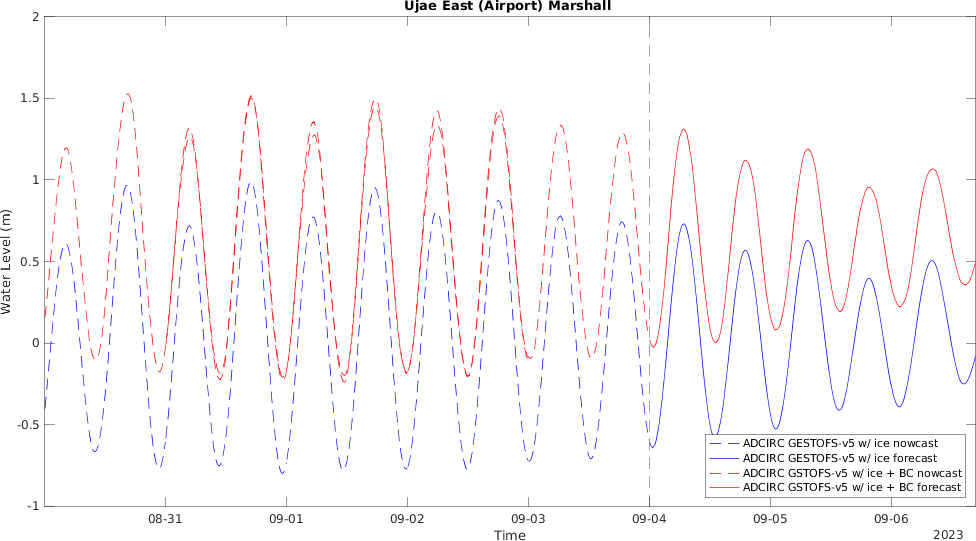 Ujae East (Airport) Marshall
Water Level (m)
2
1.5
1
0.5
0
-0.5
-1
08-31 09-01 09-02 09-03 09-04 09-05 09-06
Time
2023
ADCIRC GESTOFS-v5 w/ ice nowcast
ADCIRC GESTOFS-v5 w/ ice forecast
ADCIRC GSTOFS-v5 w/ ice + BC nowcast
ADCIRC GSTOFS-v5 w/ ice + BC forecast